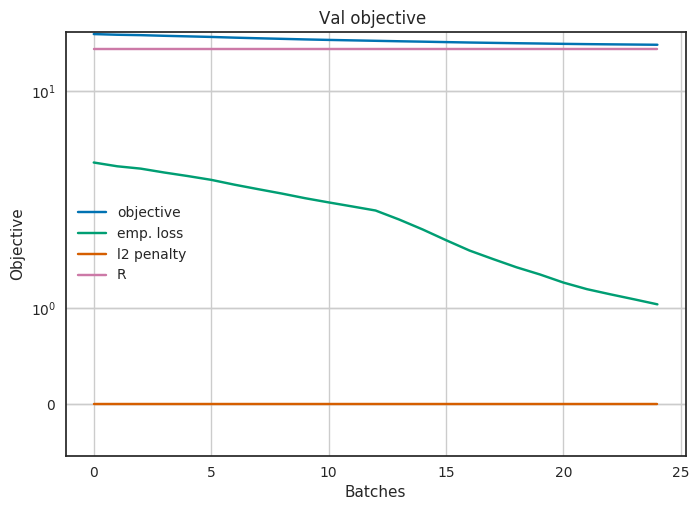 Val objective
Objective
10¹
10⁰
0
objective
emp. loss
l2 penalty
R
0
5
10
15
20
25
Batches